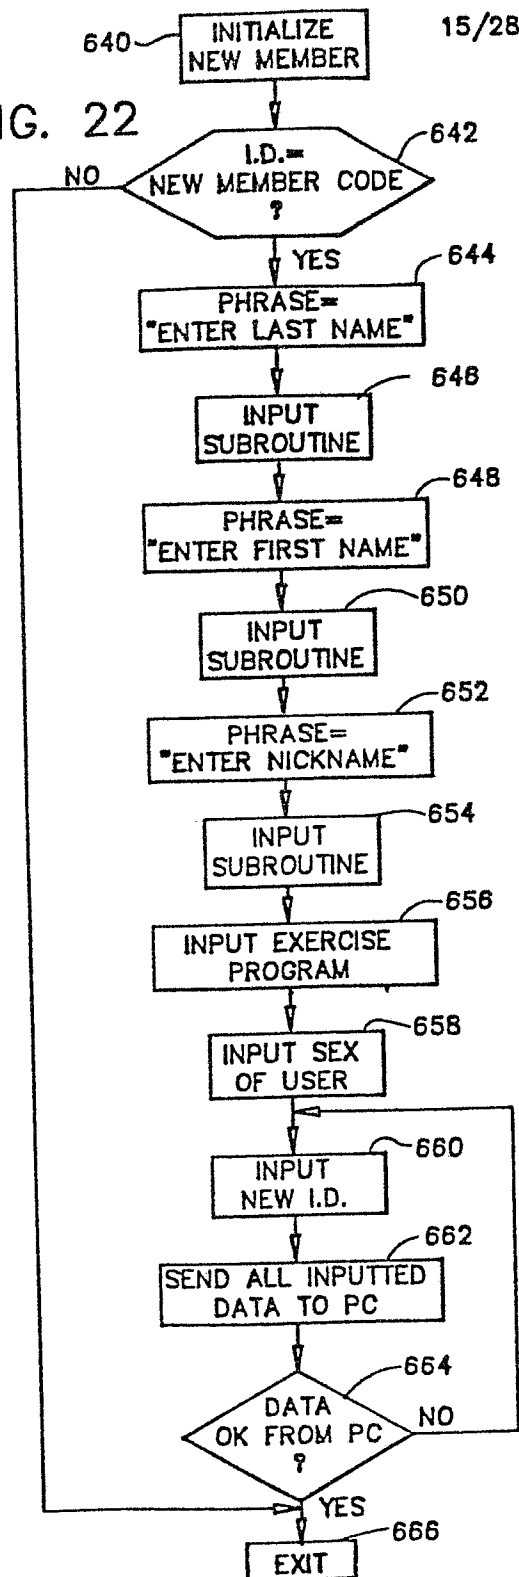 15/28
640
INITIALIZE
NEW MEMBER
IG. 22
642
I.D.=
NEW MEMBER CODE
?
NO
YES
644
PHRASE=
"ENTER LAST NAME"
646
INPUT
SUBROUTINE
648
PHRASE=
"ENTER FIRST NAME"
650
INPUT
SUBROUTINE
652
PHRASE=
"ENTER NICKNAME"
654
INPUT
SUBROUTINE
656
INPUT EXERCISE
PROGRAM
658
INPUT SEX
OF USER
660
INPUT
NEW I.D.
662
SEND ALL INPUTTED
DATA TO PC
664
DATA
OK FROM PC
?
NO
YES
666
EXIT